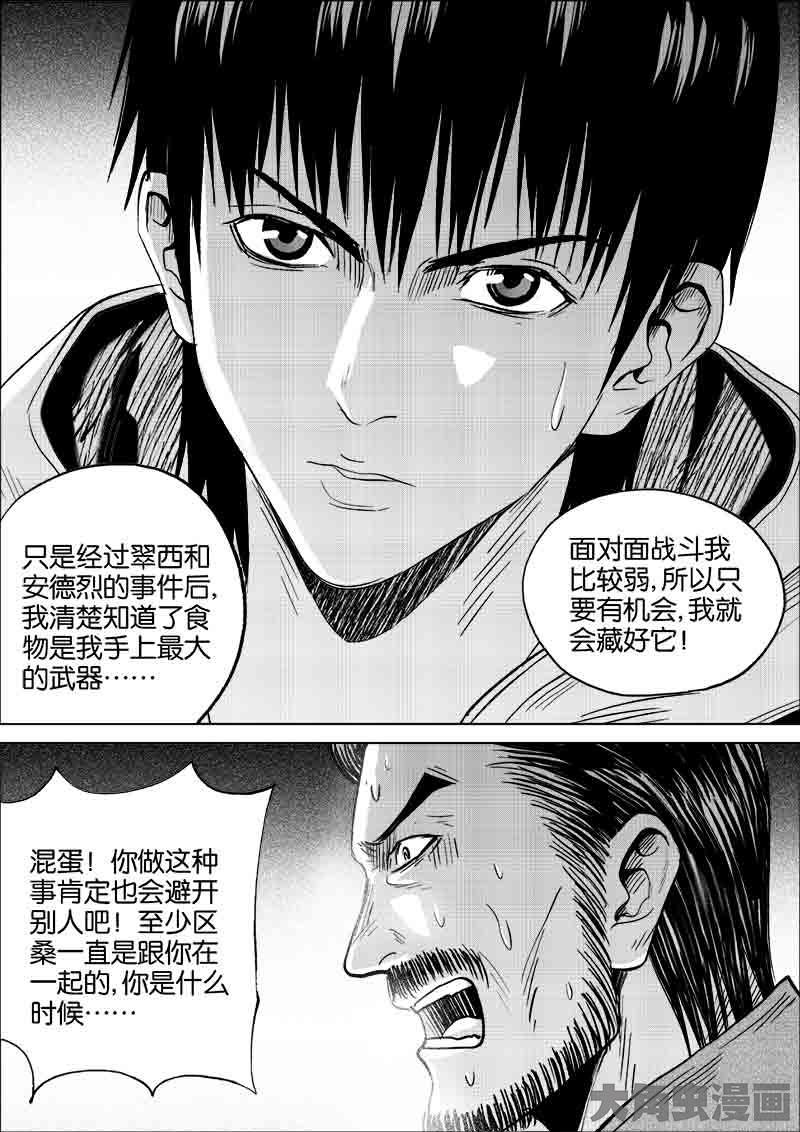 只是经过翠西和
安德烈的事件后,
我清楚知道了食
物是我手上最大
的武器……
面对面战斗我
比较弱,所以只
要有机会,我就
会藏好它!
混蛋!你做这种
事肯定也会避开
别人吧!至少区
桑一直是跟你在
一起的,你是什么
时候……
大角虫漫画